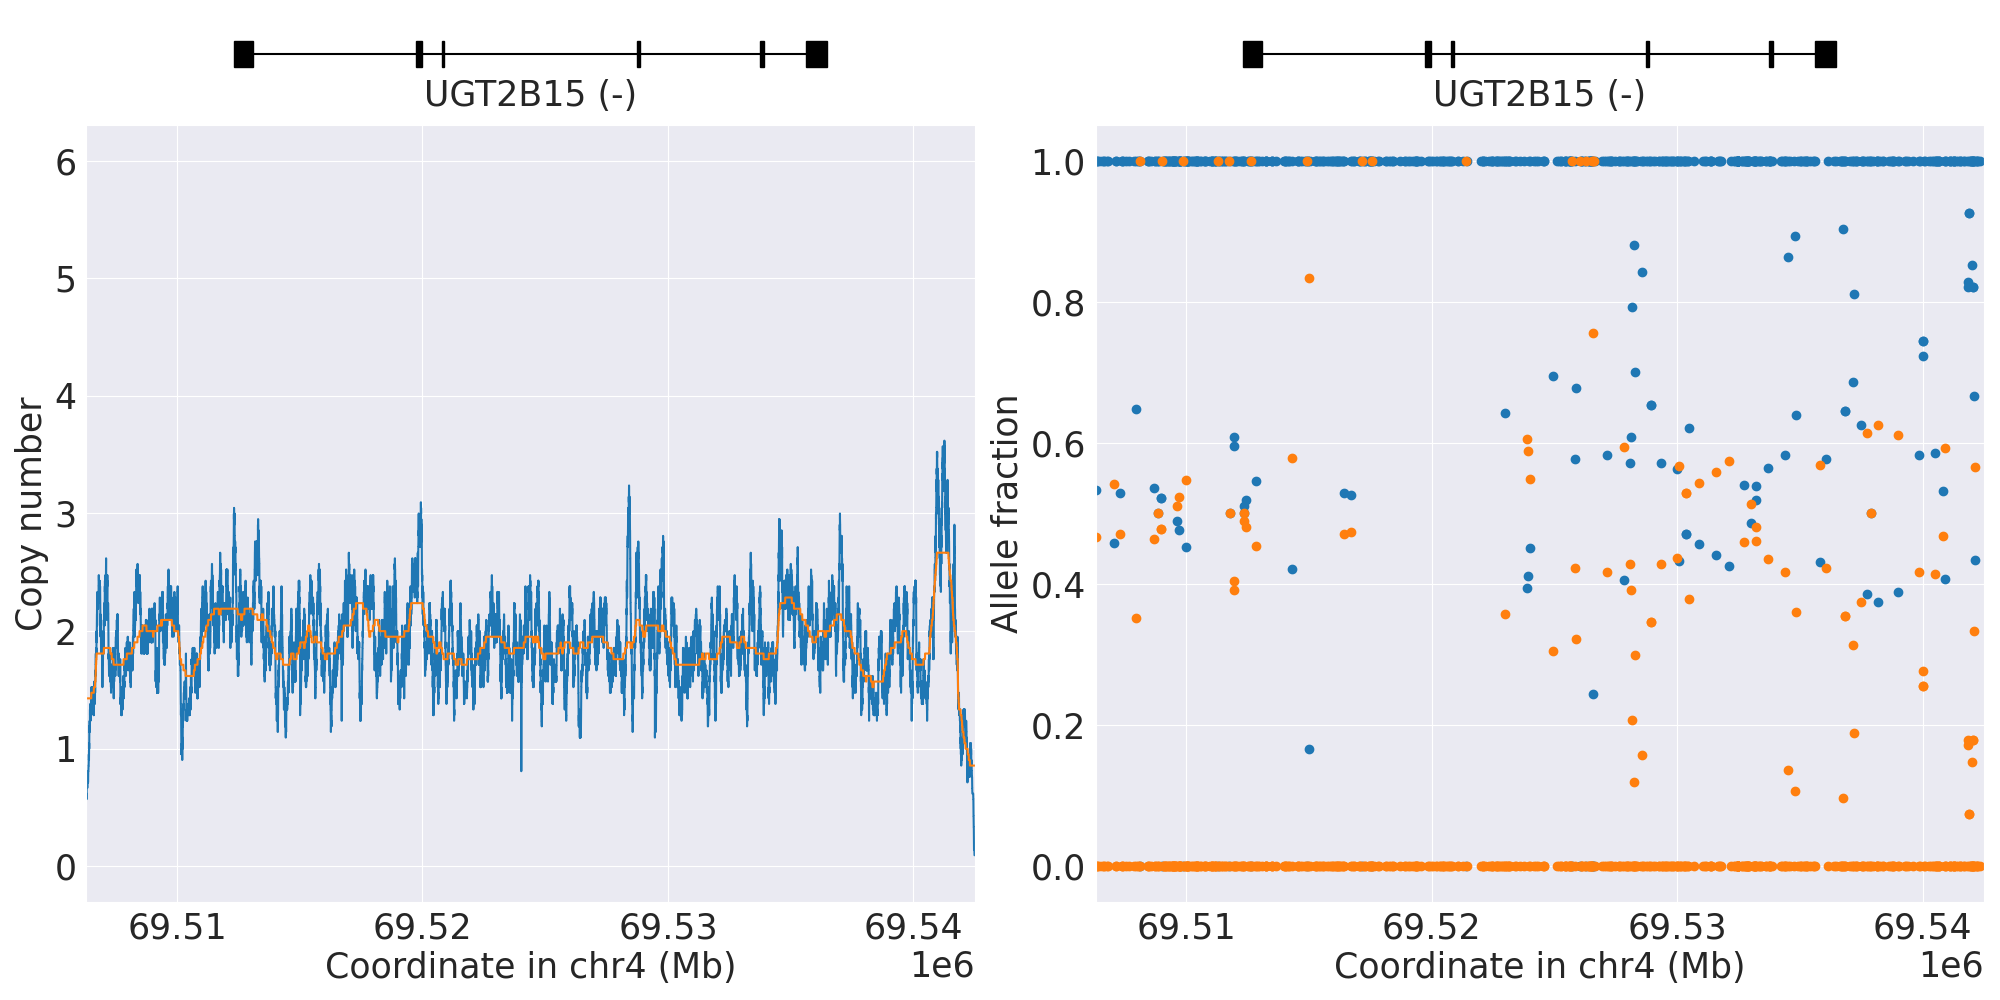 UGT2B15 (-)
UGT2B15 (-)
6
5
4
3
2
1
0
Copy number
69.51
69.52
69.53
69.54
Coordinate in chr4 (Mb)
1e6
1.0
0.8
0.6
0.4
0.2
0.0
Allele fraction
69.51
69.52
69.53
69.54
Coordinate in chr4 (Mb)
1e6